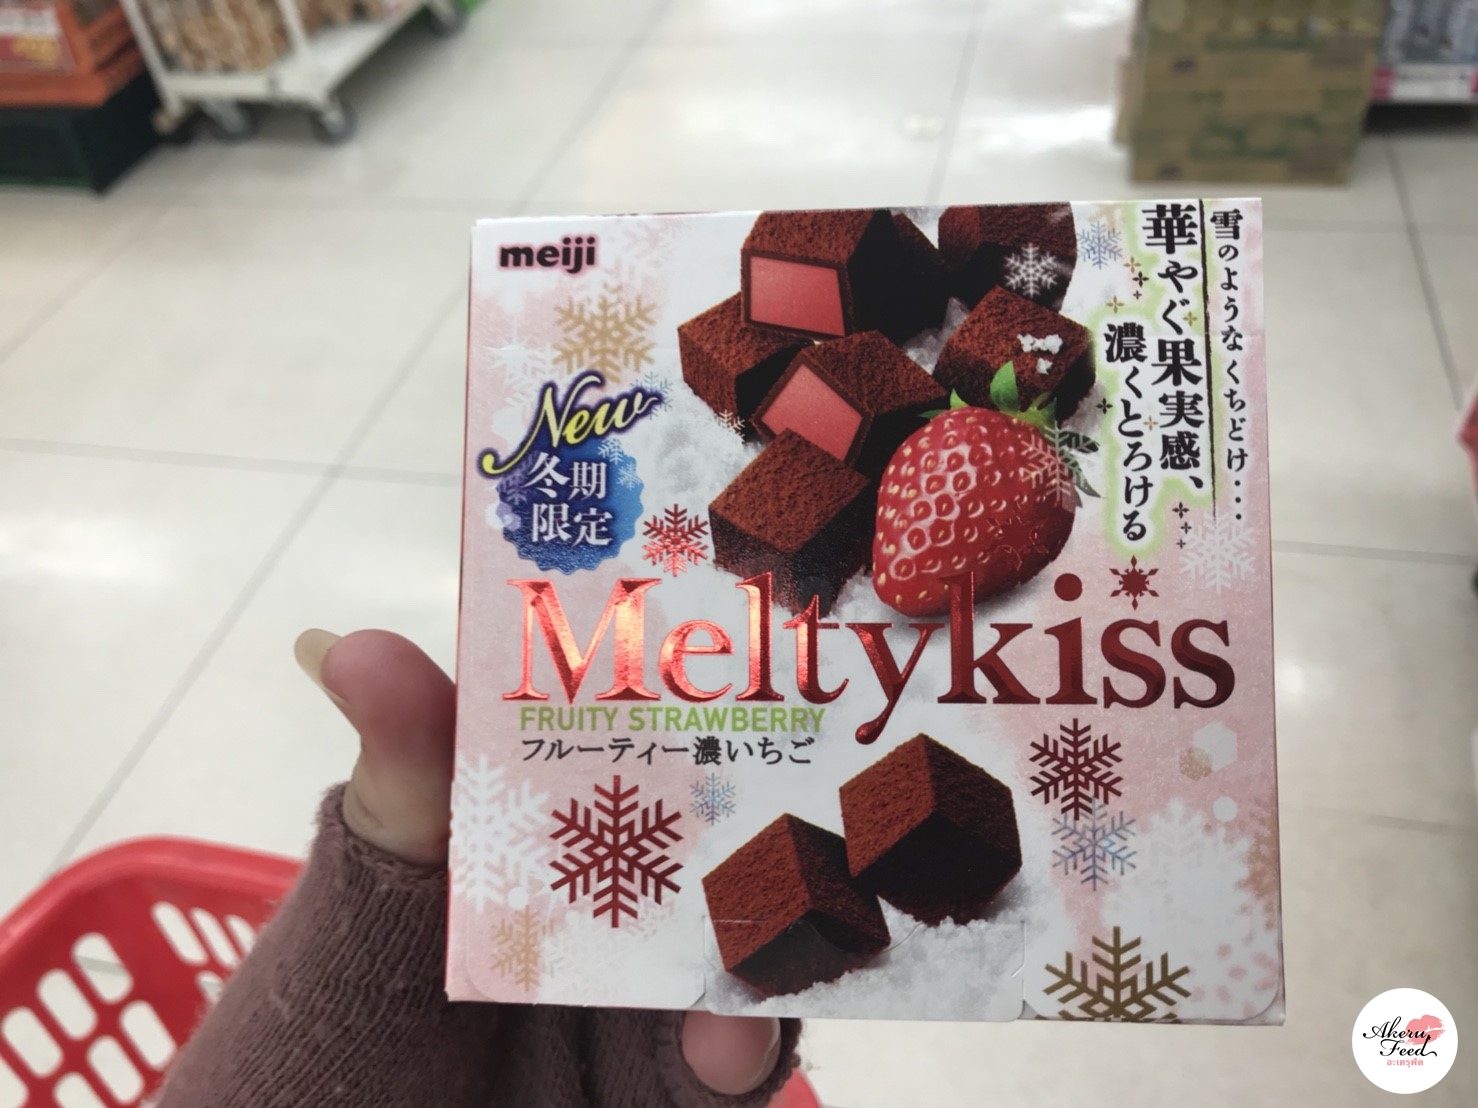 meiji
雪のようなくちどけ・・・
華やぐ果実感、
濃くとろける
New
冬期
限定
Meltykiss
FRUITY STRAWBERRY
フルーティー濃いちご
Akeru
Feed
อะเครุฟีด